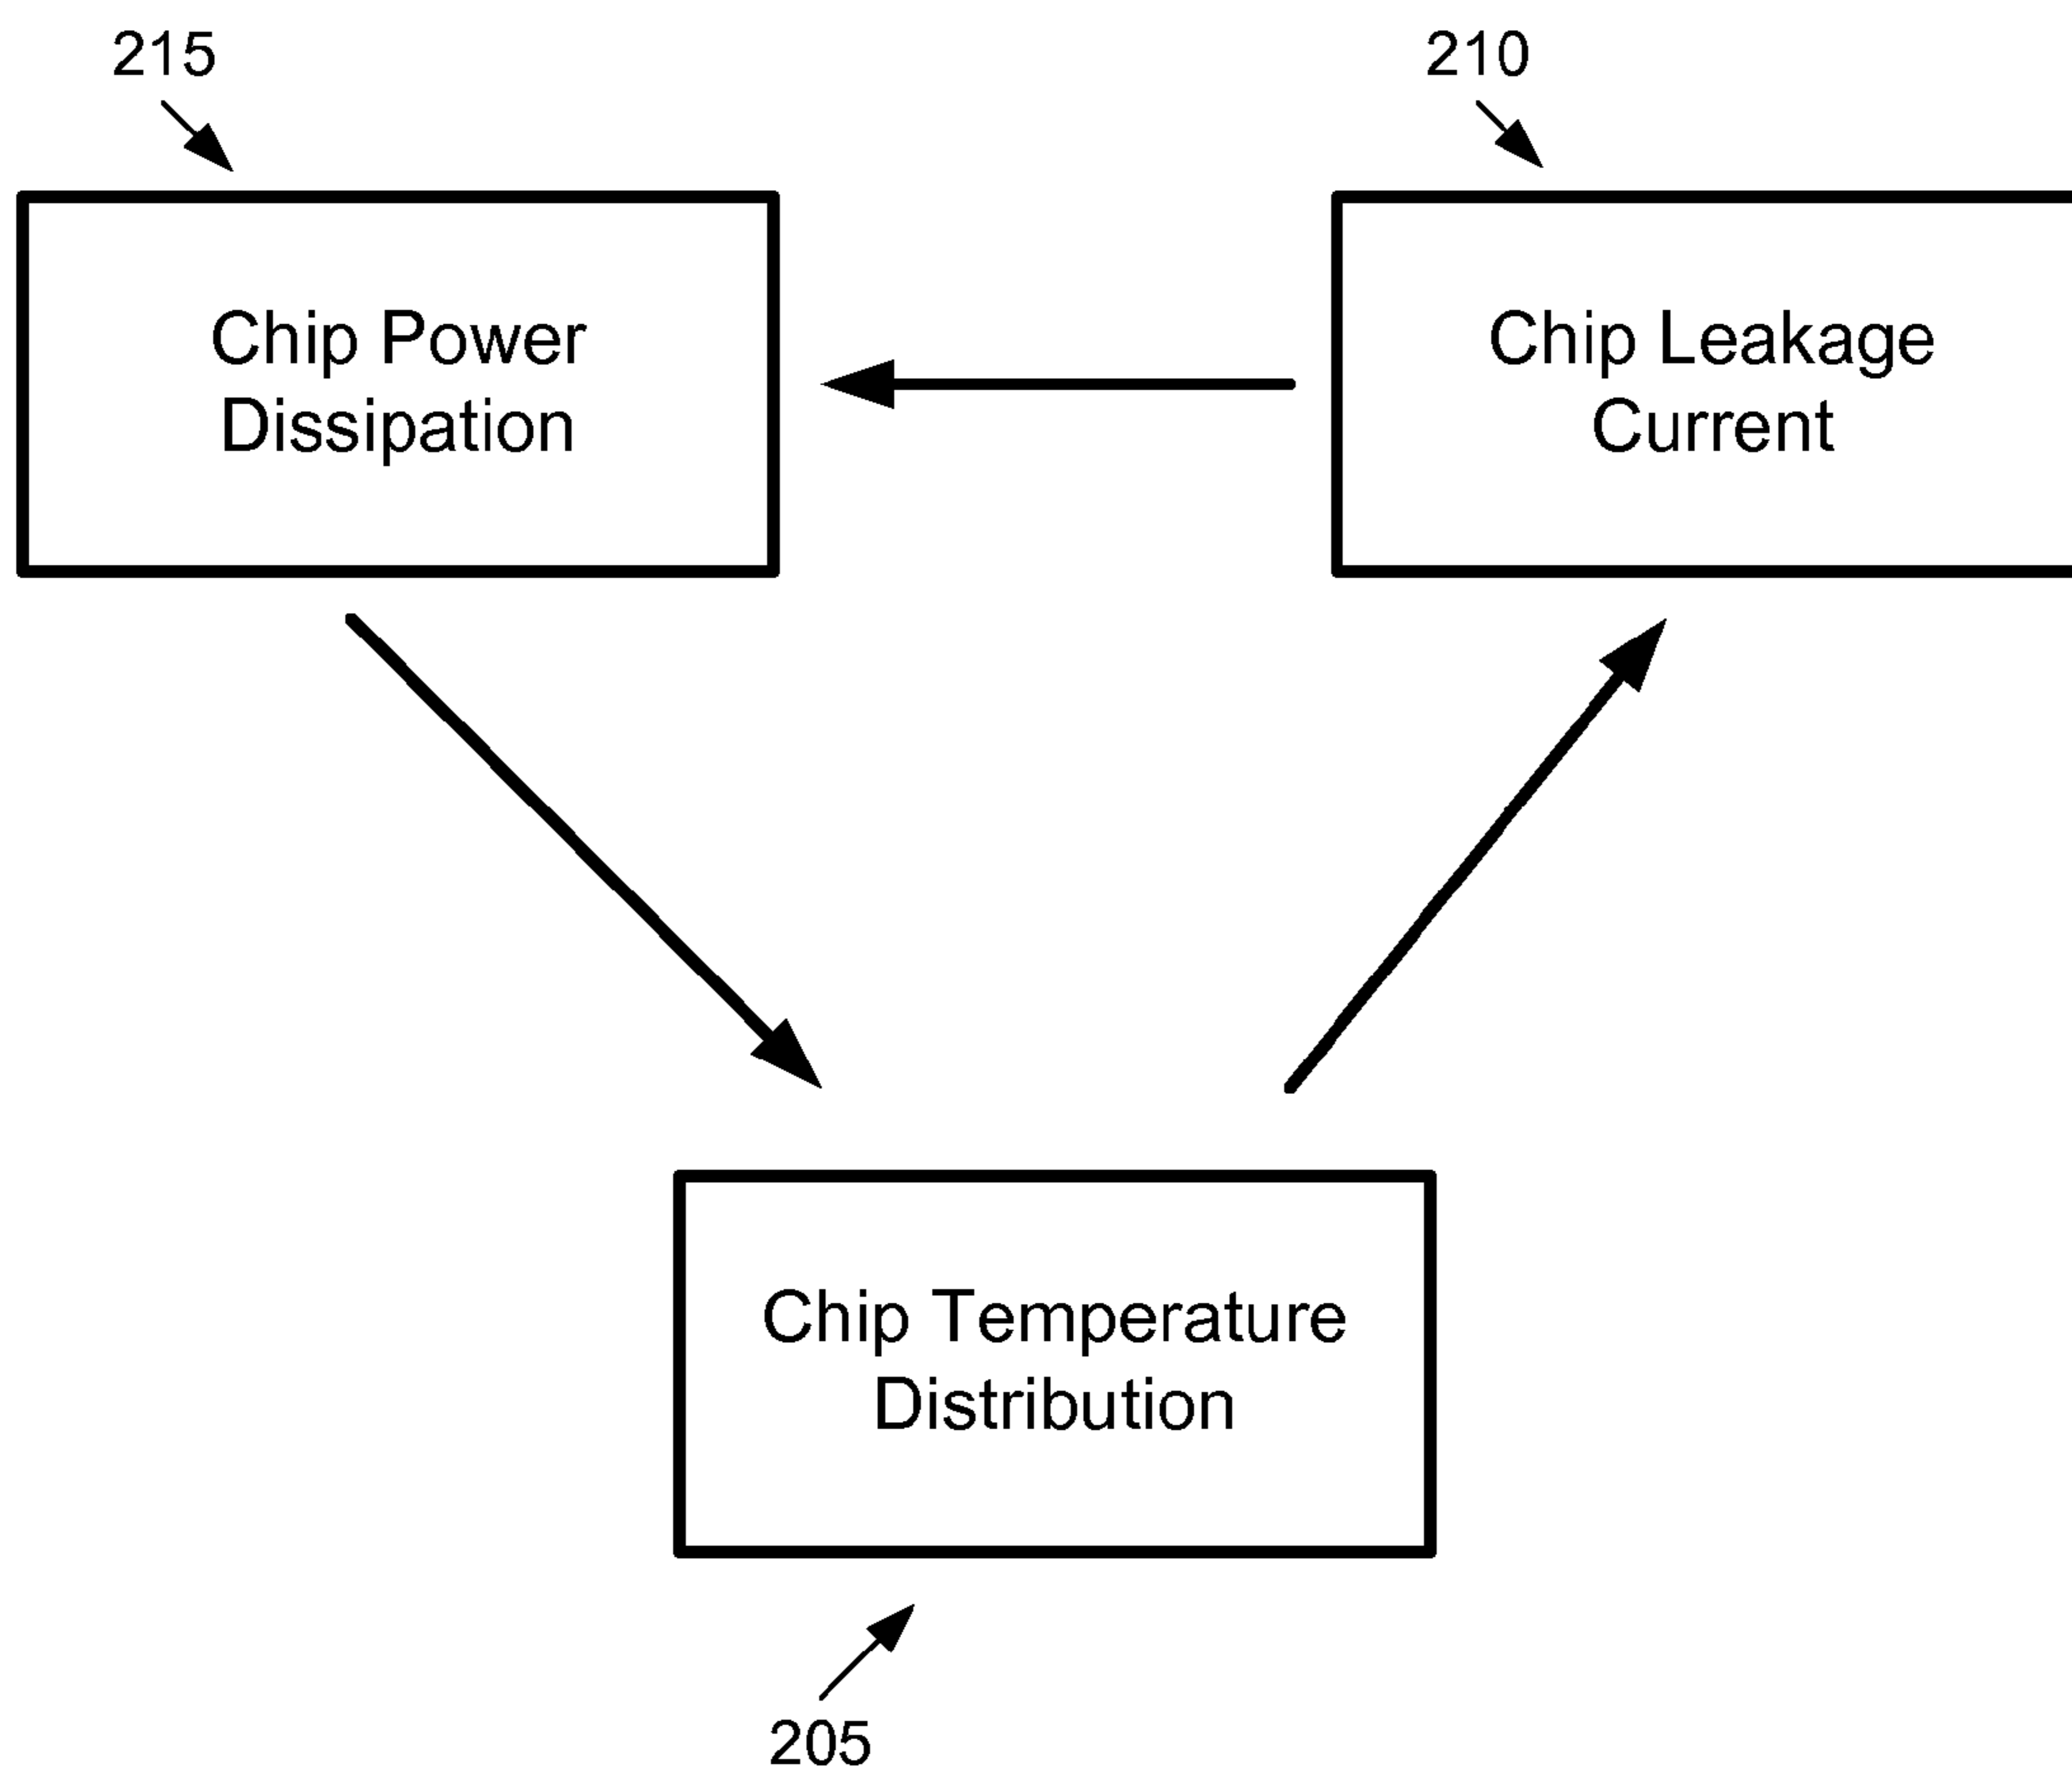 215
210
Chip Power
Dissipation
Chip Leakage
Current
Chip Temperature
Distribution
205